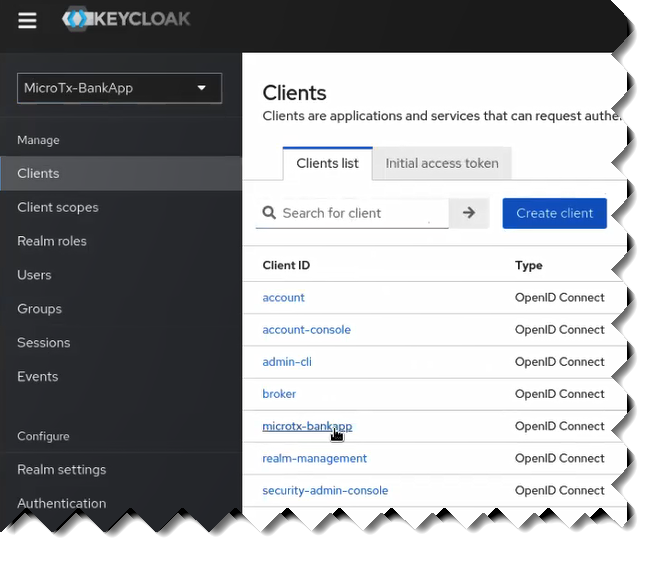 KEYCLOAK
MicroTx-BankApp
Manage
Clients
Client scopes
Realm roles
Users
Groups
Sessions
Events
Configure
Realm settings
Authentication
Clients
Clients are applications and services that can request
Clients list Initial access token
Search for client Create client
Client ID Type
account OpenID Connect
account-console OpenID Connect
admin-cli OpenID Connect
broker OpenID Connect
microtx-bankapp OpenID Connect
realm-management OpenID Connect
security-admin-console OpenID Connect